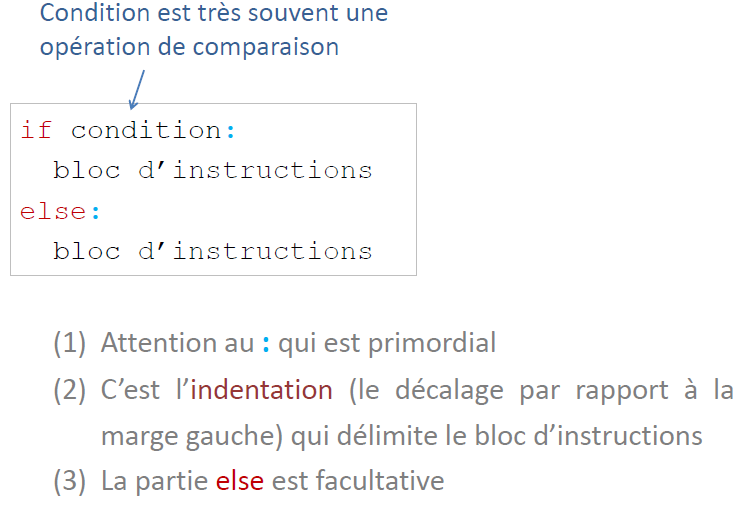 Condition est très souvent une
opération de comparaison
if condition:
bloc d’instructions
else:
bloc d’instructions
(1) Attention au : qui est primordial
(2) C’est l’indentation (le décalage par rapport à la
marge gauche) qui délimite le bloc d’instructions
(3) La partie else est facultative